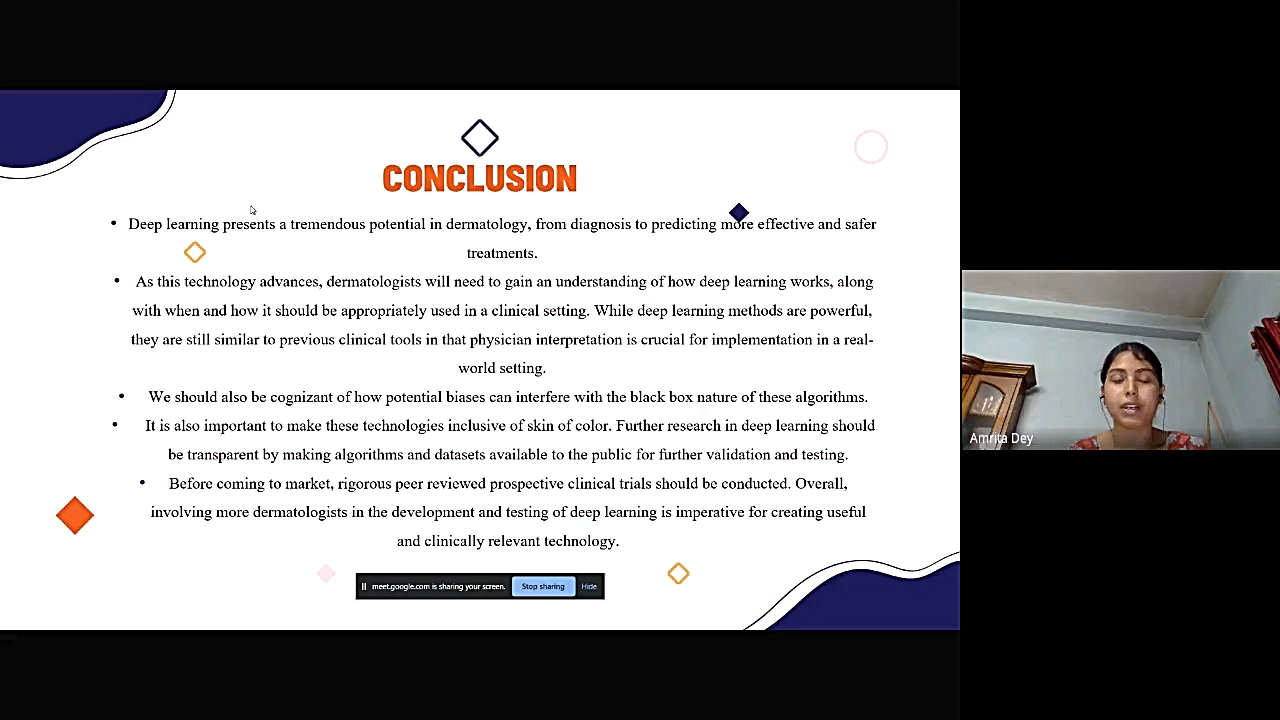 CONCLUSION
• Deep learning presents a tremendous potential in dermatology, from diagnosis to predicting more effective and safer
treatments.
• As this technology advances, dermatologists will need to gain an understanding of how deep learning works, along
with when and how it should be appropriately used in a clinical setting. While deep learning methods are powerful,
they are still similar to previous clinical tools in that physician interpretation is crucial for implementation in a real-
world setting.
• We should also be cognizant of how potential biases can interfere with the black box nature of these algorithms.
• It is also important to make these technologies inclusive of skin of color. Further research in deep learning should
be transparent by making algorithms and datasets available to the public for further validation and testing.
• Before coming to market, rigorous peer reviewed prospective clinical trials should be conducted. Overall,
involving more dermatologists in the development and testing of deep learning is imperative for creating useful
and clinically relevant technology.
meet.google.com is sharing your screen. Stop sharing Hide
Amrita Dey